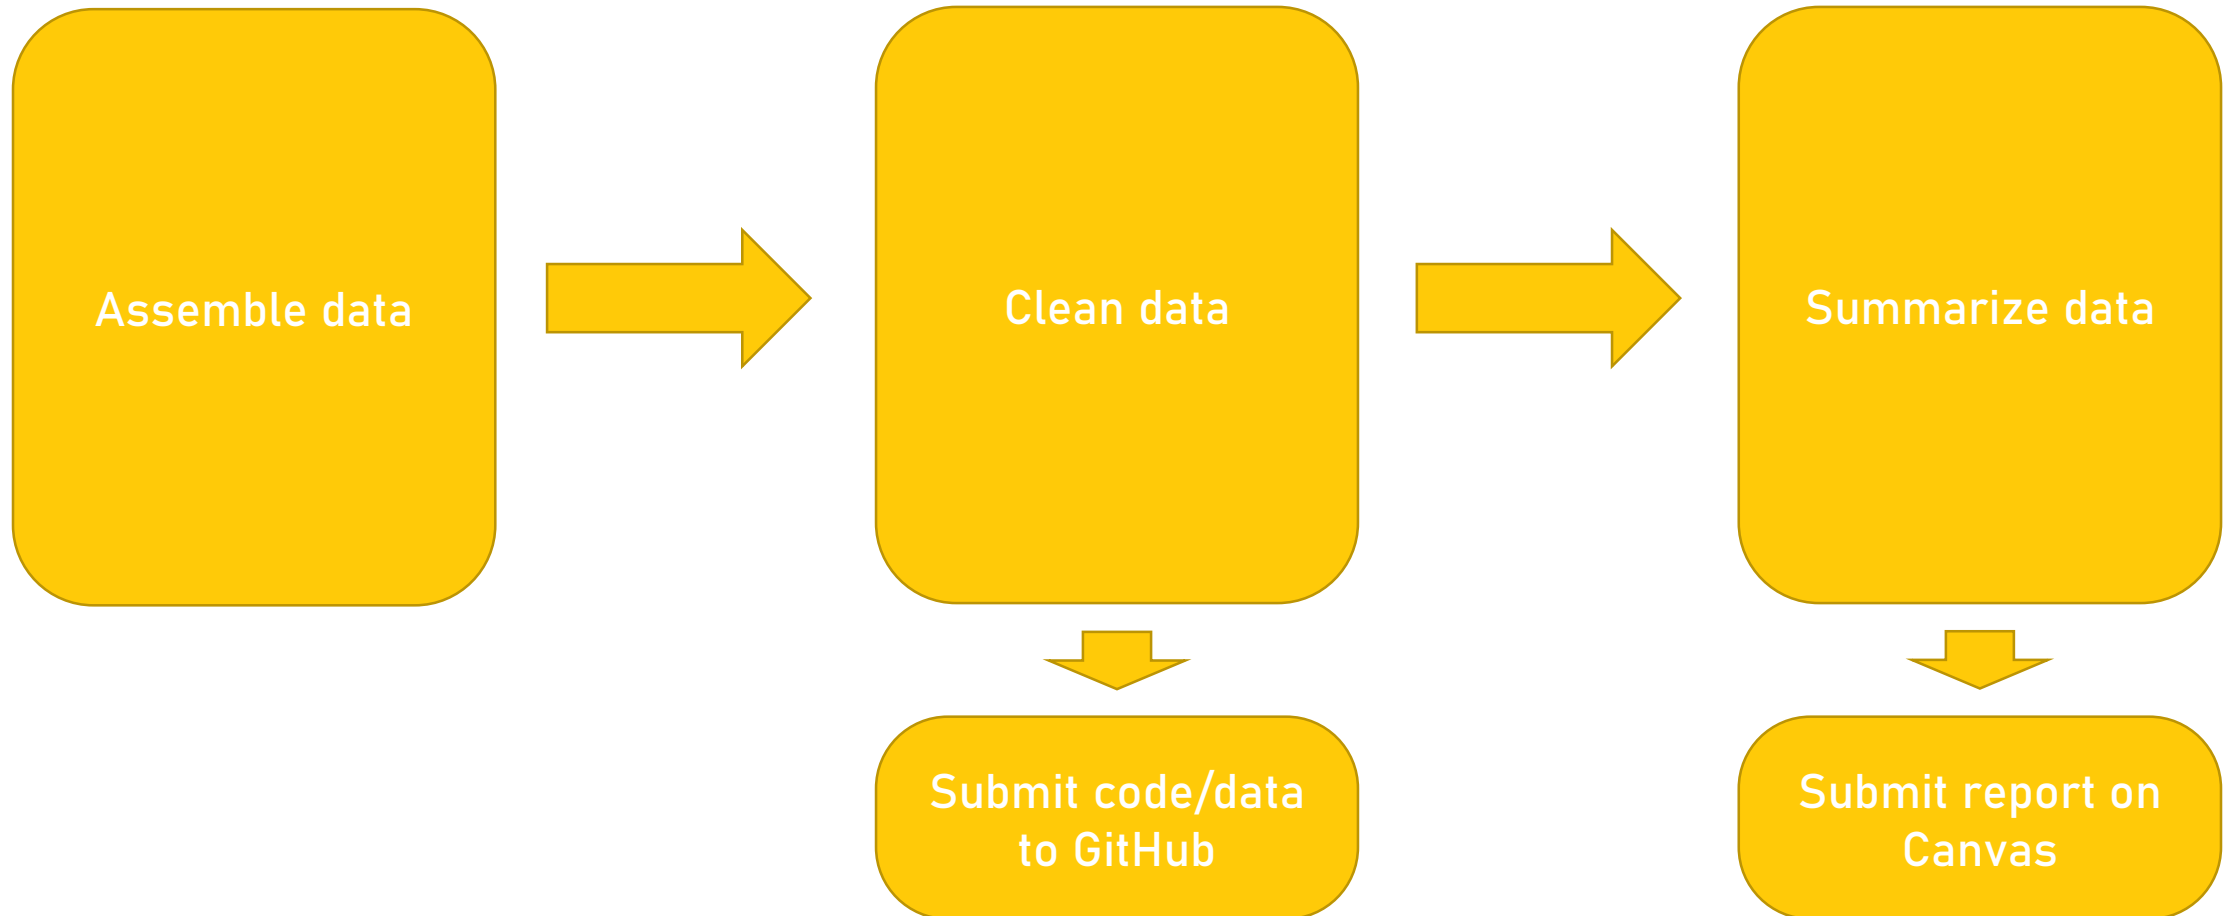 Assemble data
Clean data
Summarize data
Submit code/data
to GitHub
Submit report on
Canvas